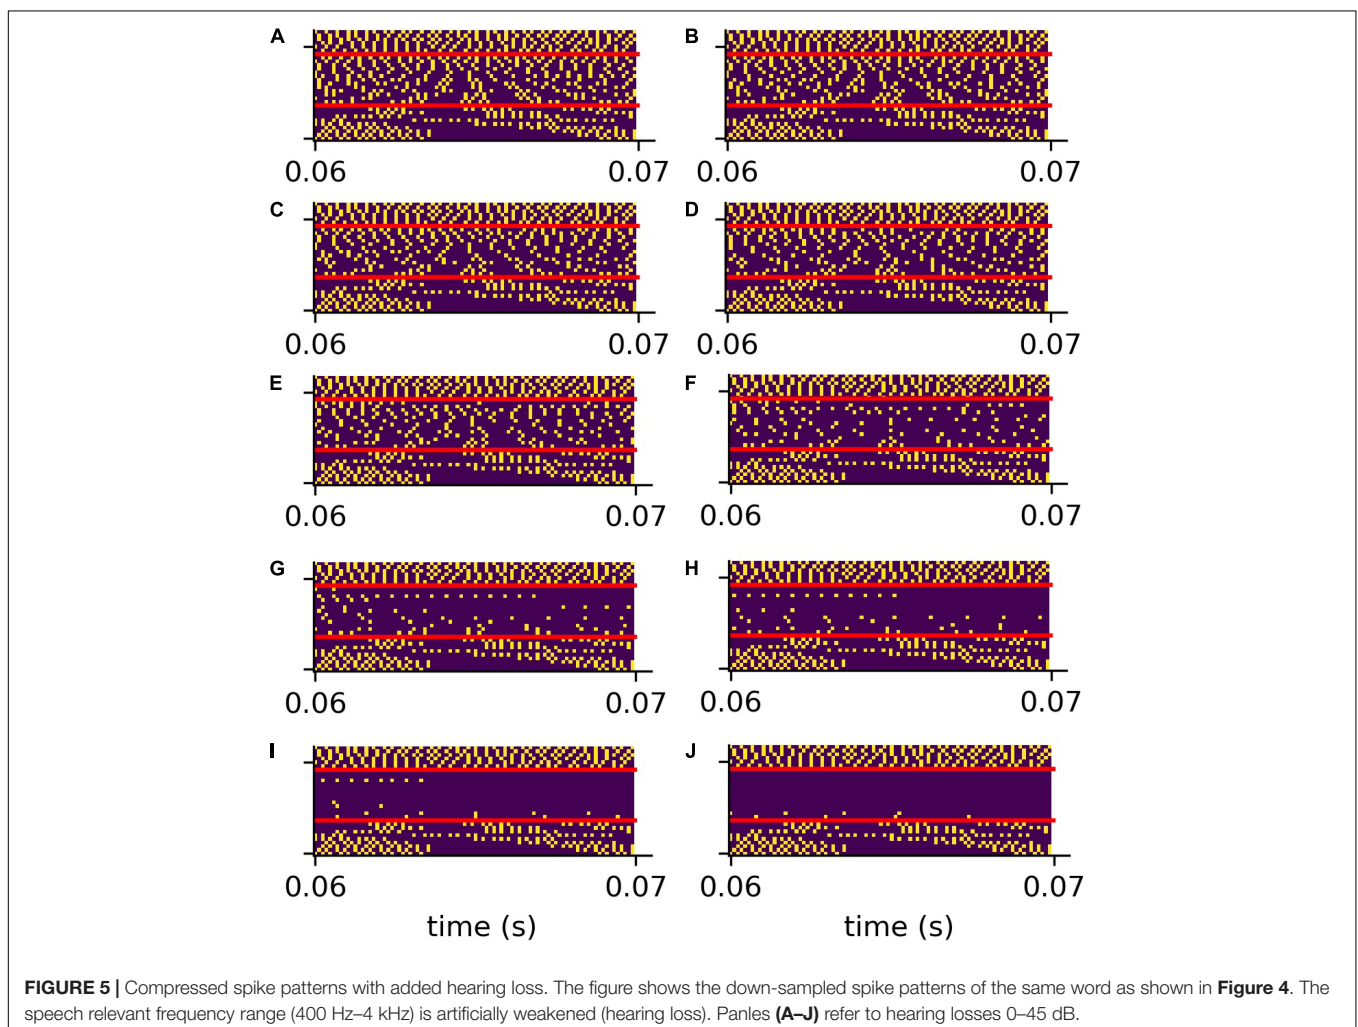 A
B
0.06 0.07 0.06 0.07
C
D
0.06 0.07 0.06 0.07
E
F
0.06 0.07 0.06 0.07
G
H
0.06 0.07 0.06 0.07
I
J
0.06 0.07 0.06 0.07
time (s) time (s)
FIGURE 5 | Compressed spike patterns with added hearing loss. The figure shows the down-sampled spike patterns of the same word as shown in Figure 4. The
speech relevant frequency range (400 Hz–4 kHz) is artificially weakened (hearing loss). Panles (A–J) refer to hearing losses 0–45 dB.